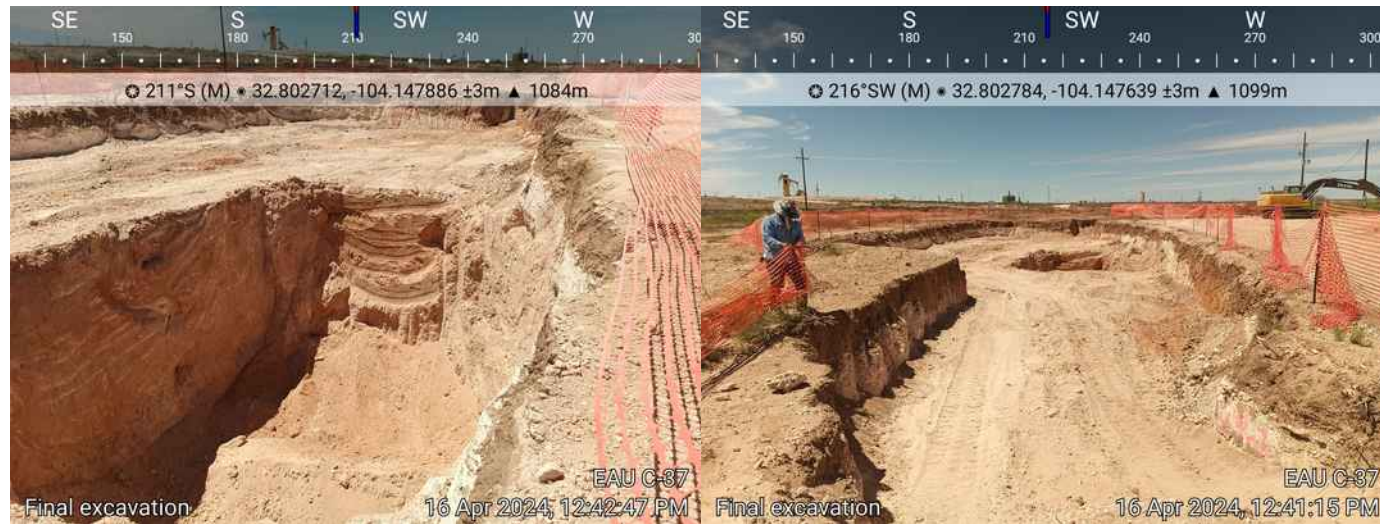 SE S SW W
150 180 210 240 270 300
211°S (M) 32.802712, -104.147886 ±3m ▲ 1084m
EAU C-37
Final excavation 16 Apr 2024, 12:42:47 PM
SE S SW W
150 180 210 240 270 300
216°SW (M) 32.802784, -104.147639 ±3m ▲ 1099m
EAU C-37
Final excavation 16 Apr 2024, 12:41:15 PM